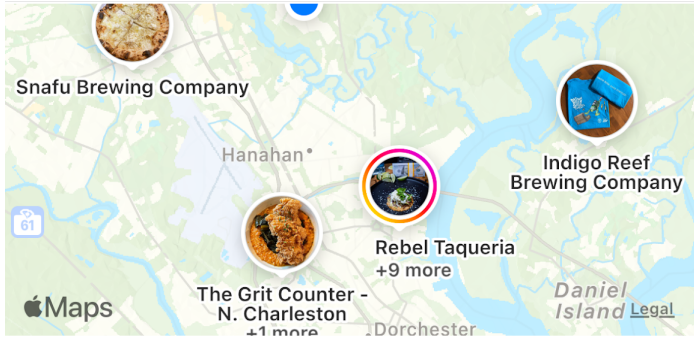 Snafu Brewing Company
Hanahan
Indigo Reef
Brewing Company
61
Rebel Taqueria
+9 more
The Grit Counter -
N. Charleston
+1 more
Daniel
Island
Legal
Maps
Dorchester